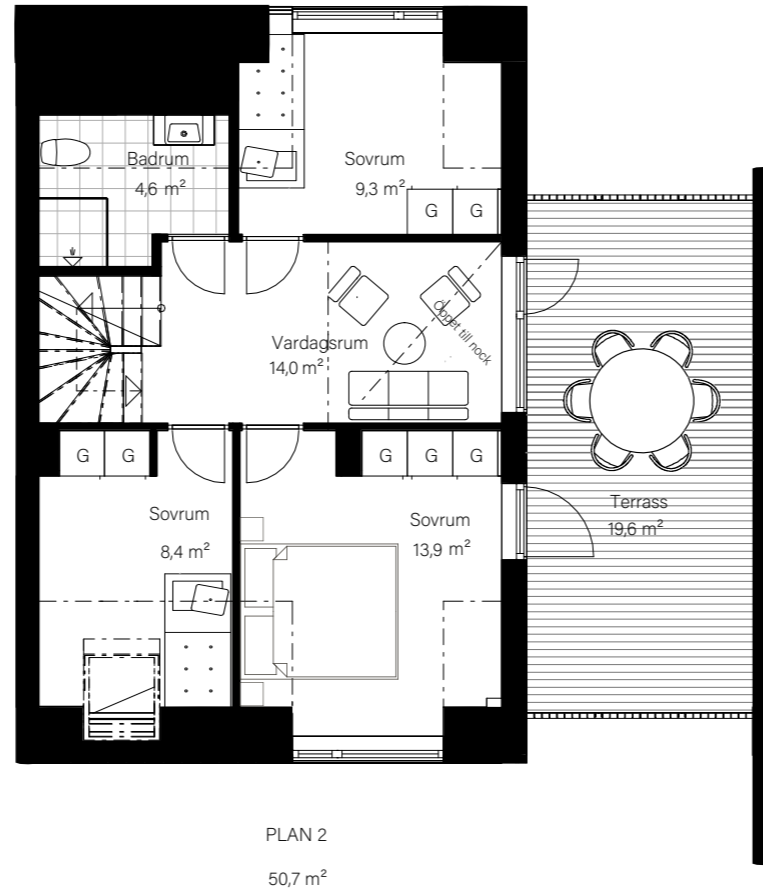 Badrum
4,6 m²
Sovrum
9,3 m²
G G
Vardagsrum
14,0 m²
Öppet till nock
G G
G G G
Sovrum
8,4 m²
Sovrum
13,9 m²
Terrass
19,6 m²
PLAN 2
50,7 m²